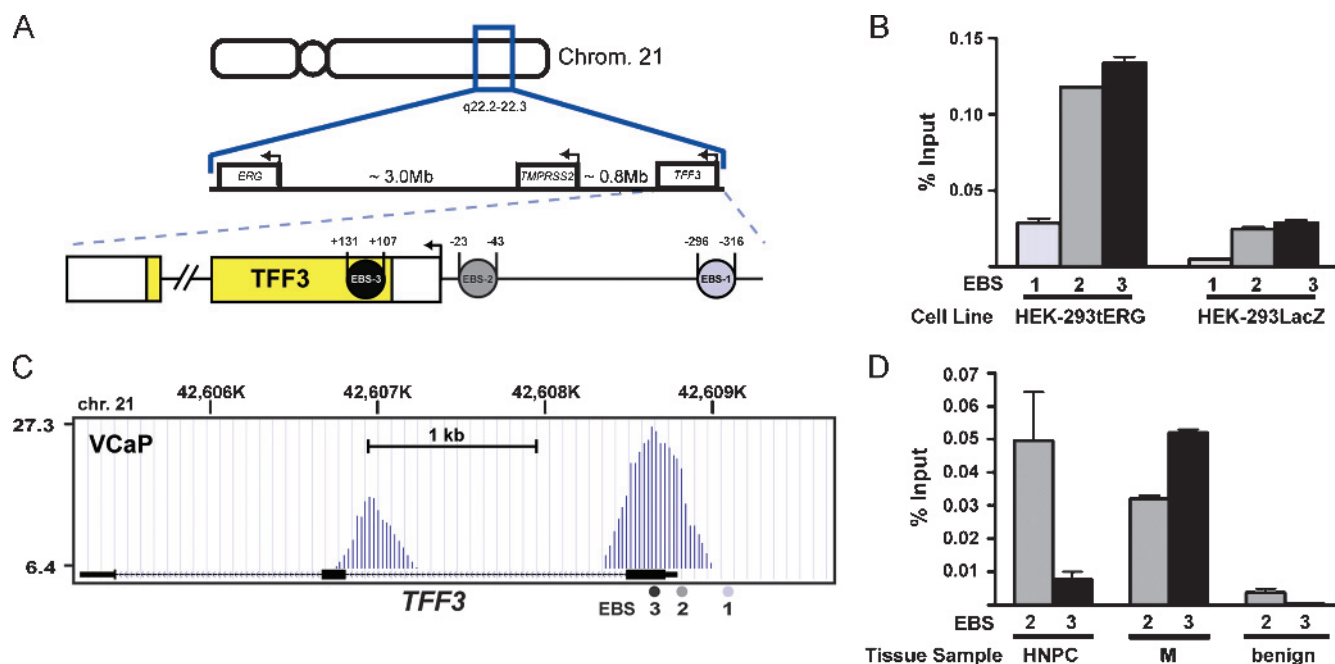 A
Chrom. 21
q22.2-22.3
ERG
~ 3.0Mb
TMPRSS2
~ 0.8Mb
TFF3
+131 +107 -23 -43 -296 -316
TFF3
EBS-3
EBS-2
EBS-1
B
0.15
0.10
0.05
% Input
EBS 1 2 3 1 2 3
Cell Line HEK-293tERG HEK-293LacZ
C
chr. 21
42,606K 42,607K 42,608K 42,609K
27.3
VCaP
1 kb
6.4
TFF3
EBS 3 2 1
D
0.07
0.06
0.05
0.04
0.03
0.02
0.01
% Input
EBS 2 3 2 3 2 3
Tissue Sample HNPC M benign